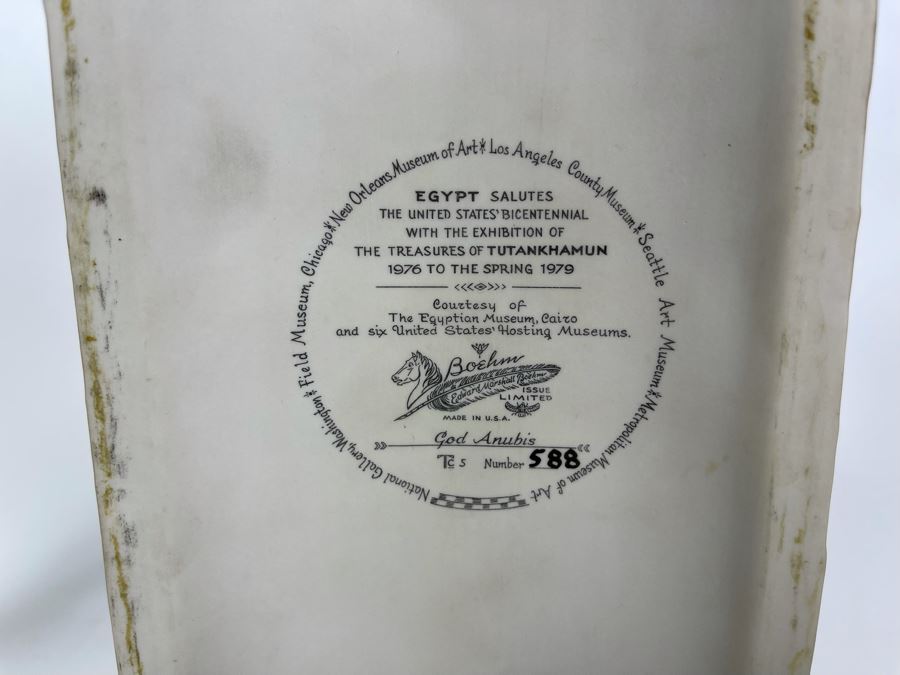 National Gallery, Washington * Field Museum, Chicago * New Orleans Museum of Art * Los Angeles County Museum * Seattle Art Museum * Metropolitan Museum of Art
EGYPT SALUTES
THE UNITED STATES' BICENTENNIAL
WITH THE EXHIBITION OF
THE TREASURES OF TUTANKHAMUN
1976 TO THE SPRING 1979
Courtesy of
The Egyptian Museum, Cairo
and six United States' Hosting Museums.
Boehm
Edward Marshall Boehm
ISSUE
LIMITED
MADE IN U.S.A.
God Anubis
Tc 5 Number 588